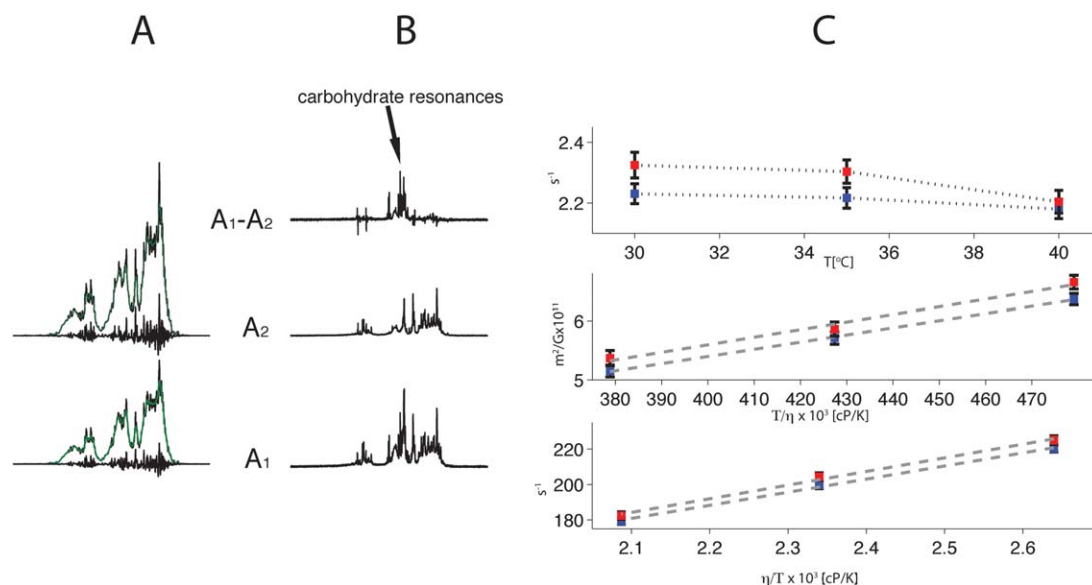 A
B
C
carbohydrate resonances
A1-A2
A2
A1
2.4
2.2
s-1
30 32 34 36 38 40
T[°C]
6
5
m2/Gx1011
380 390 400 410 420 430 440 450 460 470
T/η x 103 [cP/K]
220
200
180
s-1
2.1 2.2 2.3 2.4 2.5 2.6
η/T x 103 [cP/K]